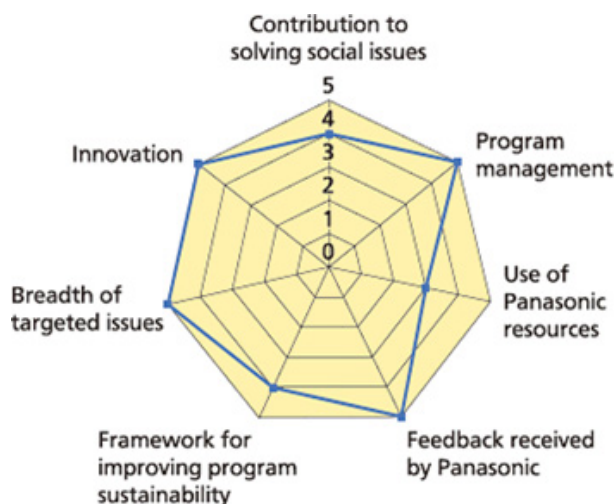 Contribution to
solving social issues
5
4
3
2
1
0
Program
management
Use of
Panasonic
resources
Feedback received
by Panasonic
Framework for
improving program
sustainability
Breadth of
targeted issues
Innovation